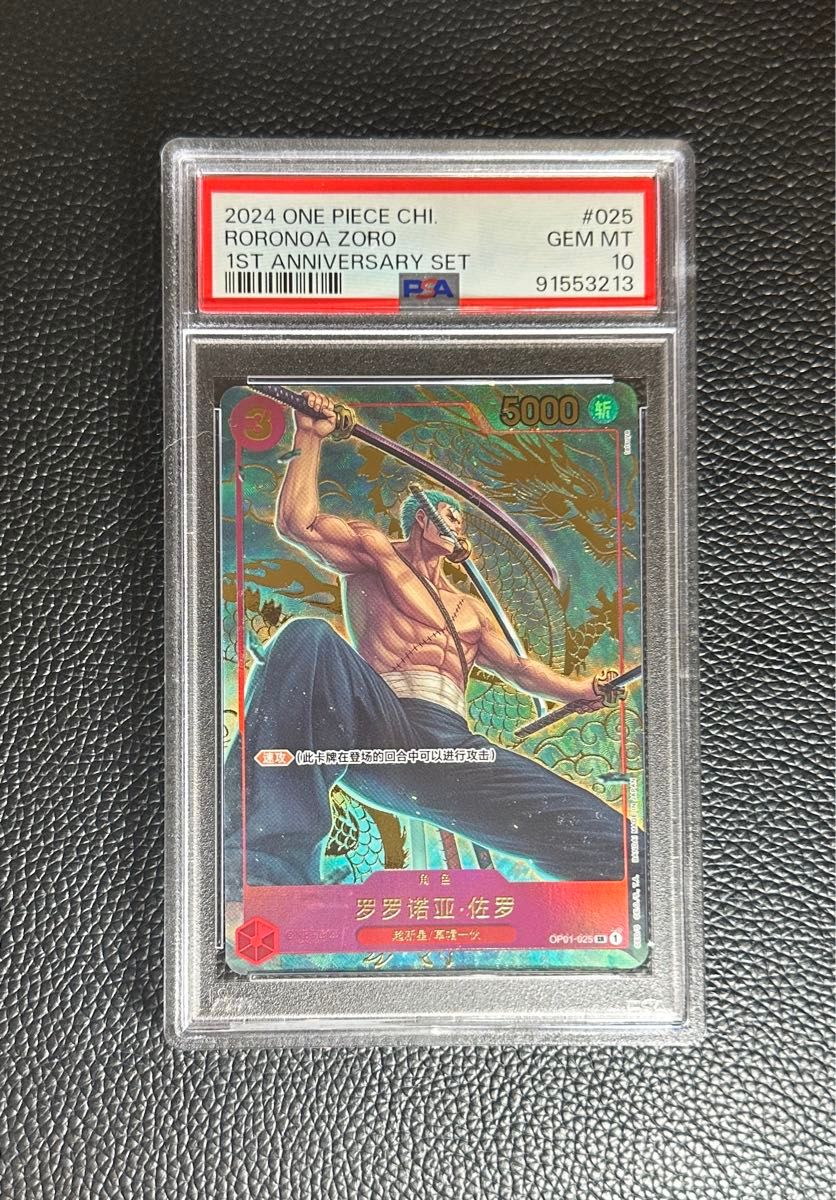 2024 ONE PIECE CHI.
#025
RORONOA ZORO
GEM MT
1ST ANNIVERSARY SET
10
PSA
91553213
3
5000
斩
速攻 (此卡牌在登场的回合中可以进行攻击)
角色
罗罗诺亚·佐罗
超新星/草帽一伙
OP01-025 SR 1